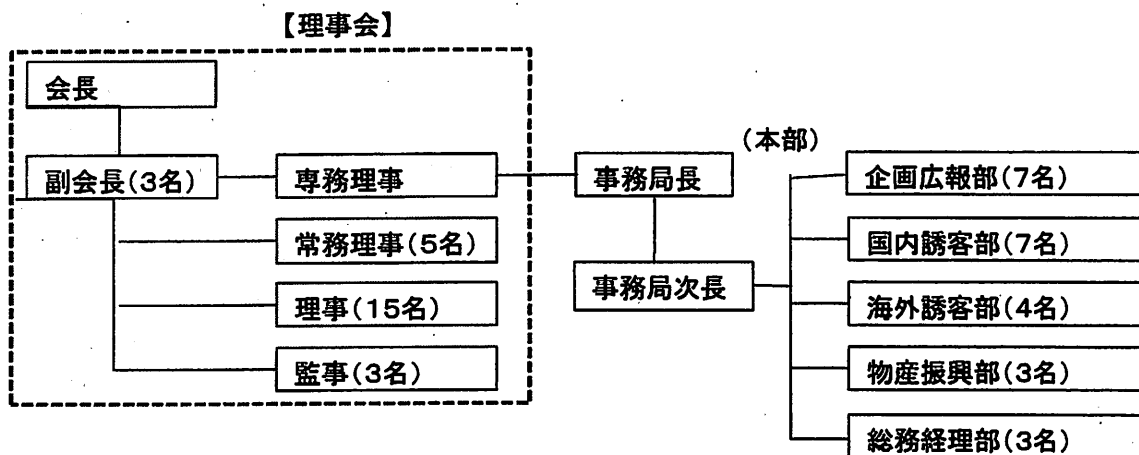 【理事会】
会長
副会長(3名)
専務理事
常務理事(5名)
理事(15名)
監事(3名)
事務局長
事務局次長
(本部)
企画広報部(7名)
国内誘客部(7名)
海外誘客部(4名)
物産振興部(3名)
総務経理部(3名)